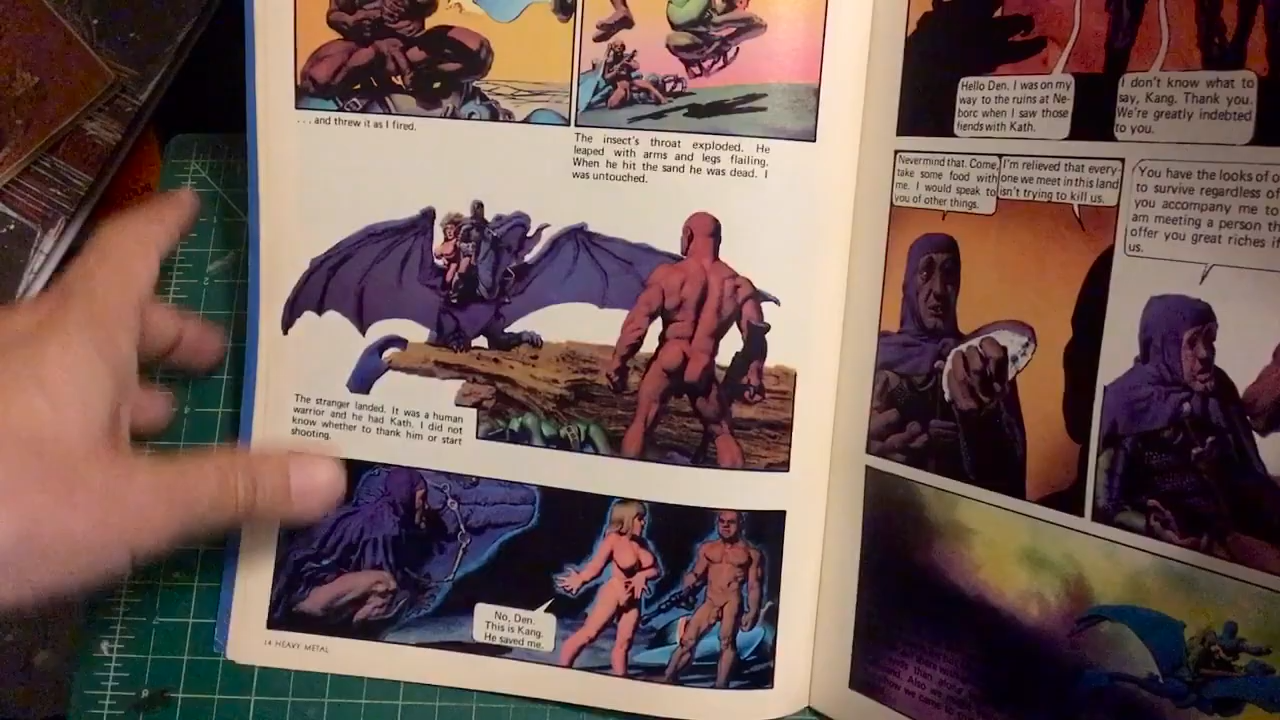 . . . and threw it as I fired.
The insect's throat exploded. He
leaped with arms and legs flailing.
When he hit the sand he was dead. I
was untouched.
The stranger landed. It was a human
warrior and he had Kath. I did not
know whether to thank him or start
shooting.
No, Den.
This is Kang.
He saved me.
14 HEAVY METAL
Hello Den. I was on my
way to the ruins at Ne-
borc when I saw those
fiends with Kath.
I don't know what to
say, Kang. Thank you.
We're greatly indebted
to you.
Nevermind that. Come,
take some food with
me. I would speak to
you of other things.
I'm relieved that every-
one we meet in this land
isn't trying to kill us.
You have the looks of
to survive regardless of
you accompany me to
am meeting a person
offer you great riches
us.